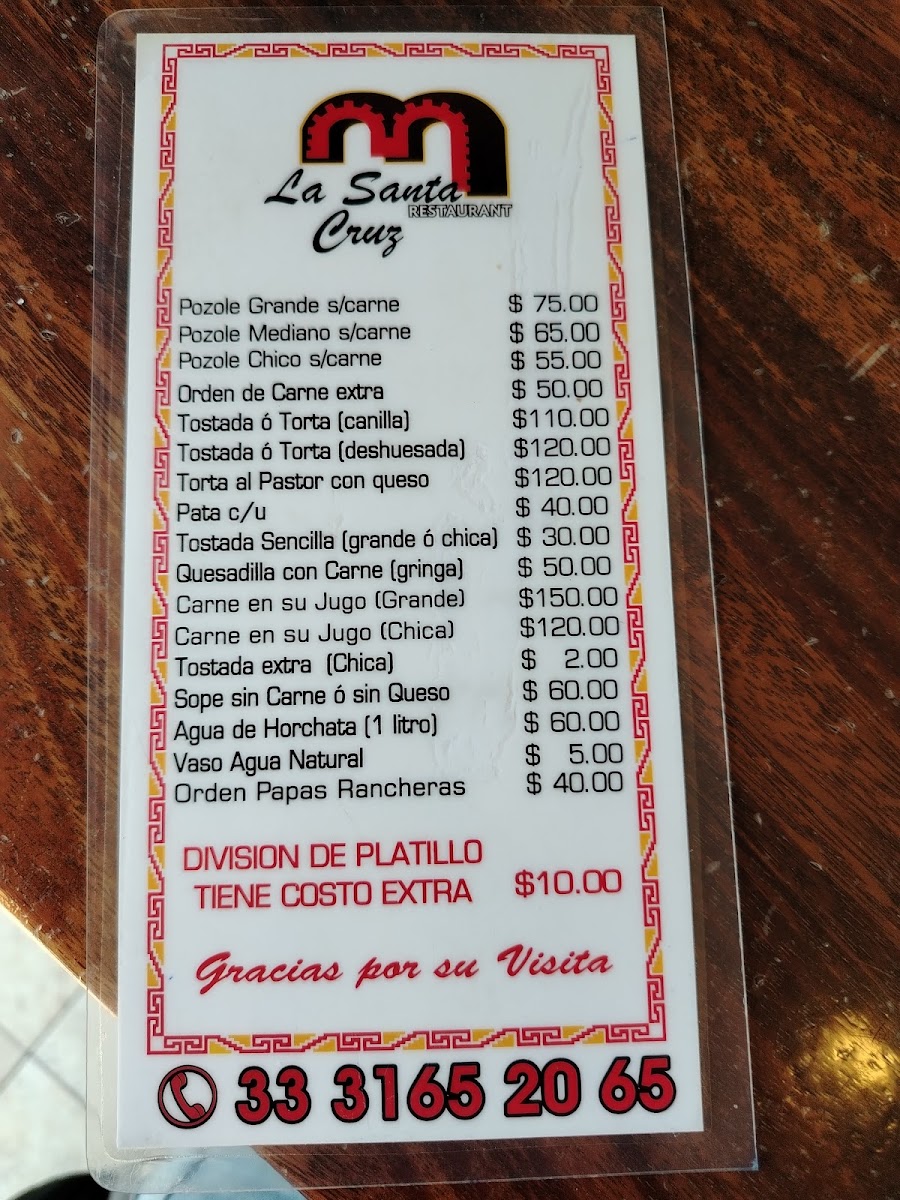 La Santa
RESTAURANT
Cruz
Pozole Grande s/carne $ 75.00
Pozole Mediano s/carne $ 65.00
Pozole Chico s/carne $ 55.00
Orden de Carne extra $ 50.00
Tostada ó Torta (canilla) $110.00
Tostada ó Torta (deshuesada) $120.00
Torta al Pastor con queso $120.00
Pata c/u $ 40.00
Tostada Sencilla (grande ó chica) $ 30.00
Quesadilla con Carne (gringa) $ 50.00
Carne en su Jugo (Grande) $150.00
Carne en su Jugo (Chica) $120.00
Tostada extra (Chica) $ 2.00
Sope sin Carne ó sin Queso $ 60.00
Agua de Horchata (1 litro) $ 60.00
Vaso Agua Natural $ 5.00
Orden Papas Rancheras $ 40.00
DIVISION DE PLATILLO
TIENE COSTO EXTRA $10.00
Gracias por su Visita
33 3165 20 65